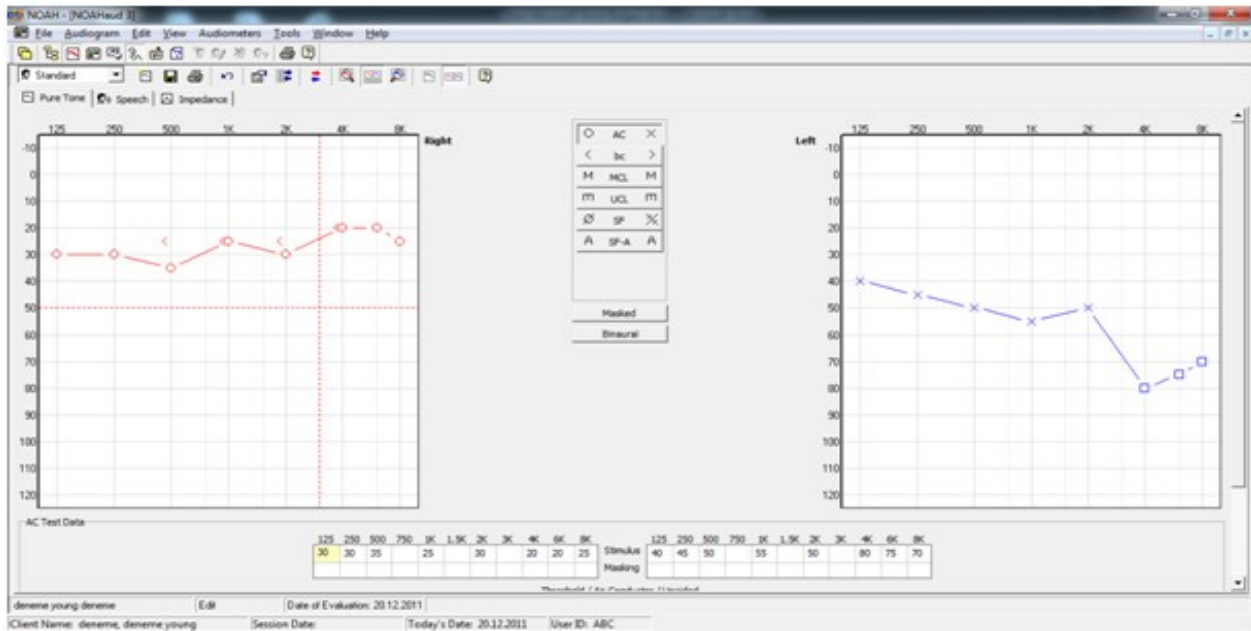 NOAH - [NOAHaud 3]
File Audiogram Edit View Audiometers Tools Window Help
Standard
Pure Tone Speech Impedance
125 250 500 1K 2K 4K 8K
Right
-10
0
10
20
30
40
50
60
70
80
90
100
110
120
AC
bc
M MCL M
m UCL m
SF
A SF-A A
Masked
Binaural
Left
125 250 500 1K 2K 4K 8K
-10
0
10
20
30
40
50
60
70
80
90
100
110
120
AC Test Data
125 250 500 750 1K 1.5K 2K 3K 4K 6K 8K 125 250 500 750 1K 1.5K 2K 3K 4K 6K 8K
30 30 35 25 30 20 20 25 Stimulus 40 45 50 55 50 80 75 70
Masking
deneme young deneme Edit Date of Evaluation: 20.12.2011
Client Name: deneme, deneme young Session Date: Today's Date: 20.12.2011 User ID: ABC